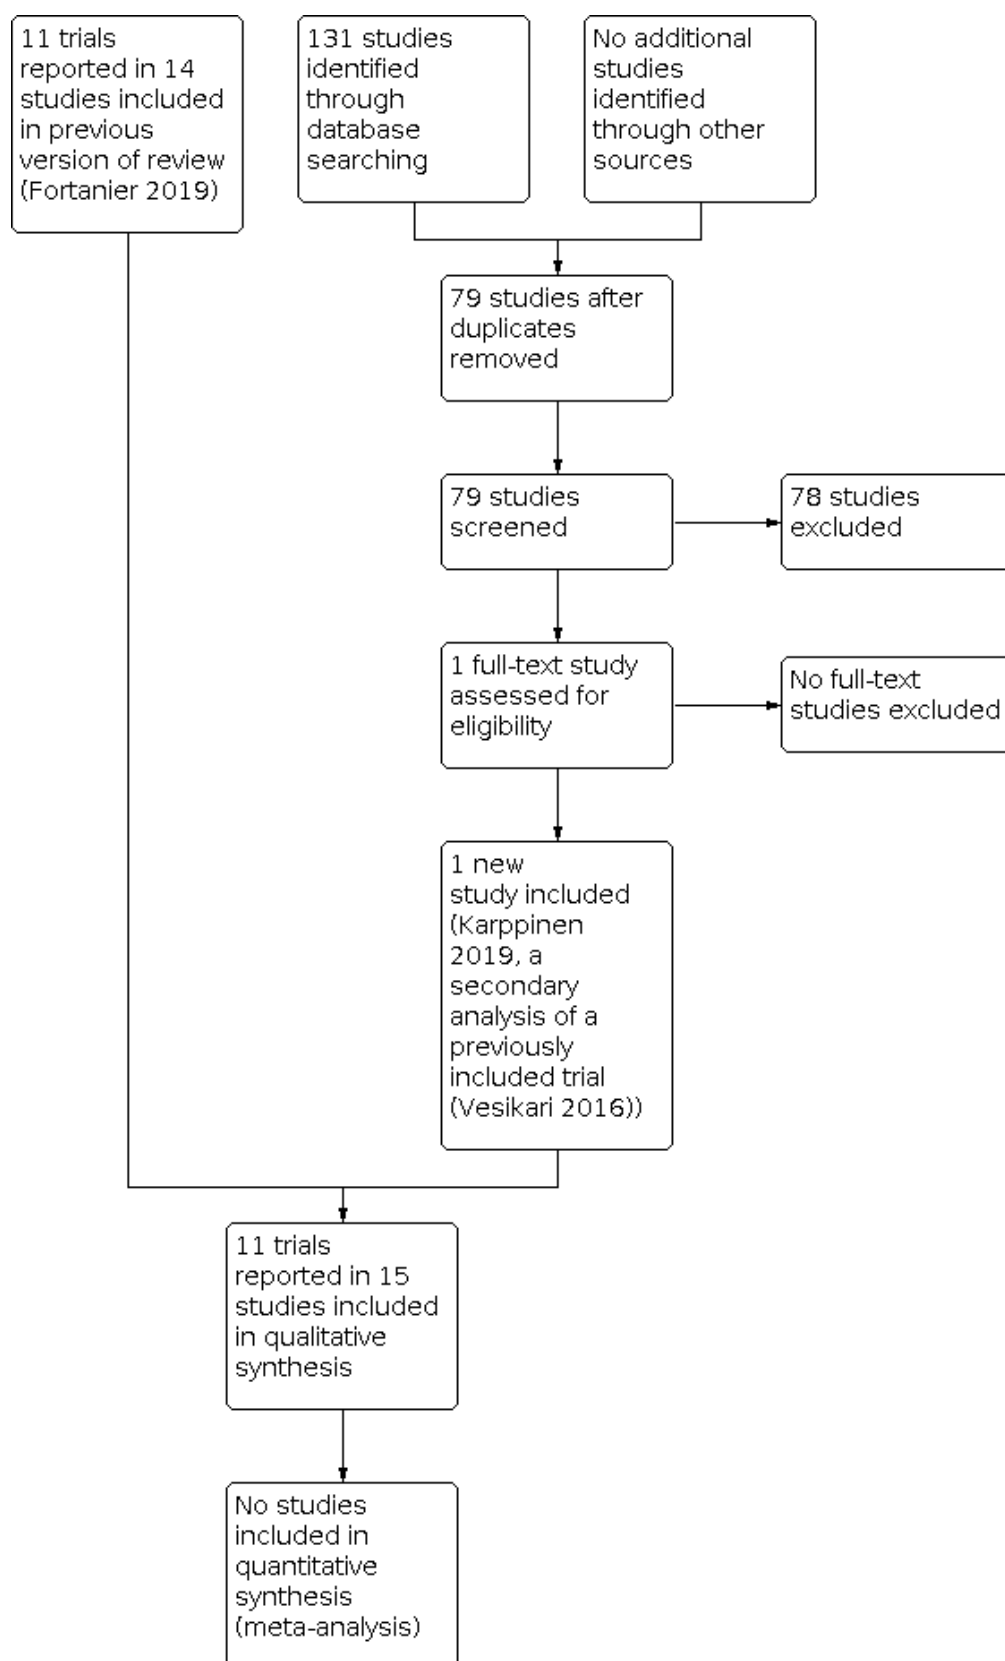 11 trials
reported in 14
studies included
in previous
version of review
(Fortanier 2019)
131 studies
identified
through
database
searching
No additional
studies
identified
through other
sources
79 studies after
duplicates
removed
79 studies
screened
78 studies
excluded
1 full-text study
assessed for
eligibility
No full-text
studies excluded
1 new
study included
(Karppinen
2019, a
secondary
analysis of a
previously
included trial
(Vesikari 2016))
11 trials
reported in 15
studies included
in qualitative
synthesis
No studies
included in
quantitative
synthesis
(meta-analysis)